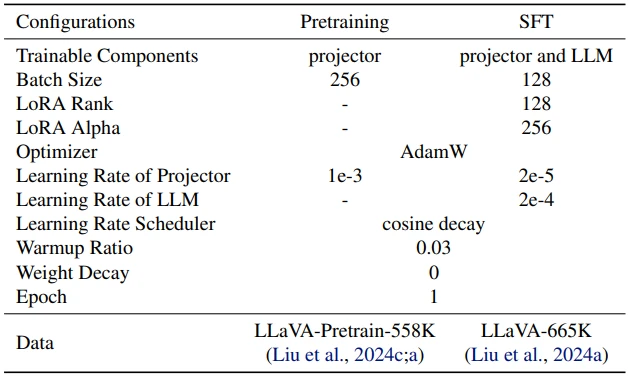 Configurations Pretraining SFT
Trainable Components projector projector and LLM
Batch Size 256 128
LoRA Rank - 128
LoRA Alpha - 256
Optimizer AdamW
Learning Rate of Projector 1e-3 2e-5
Learning Rate of LLM - 2e-4
Learning Rate Scheduler cosine decay
Warmup Ratio 0.03
Weight Decay 0
Epoch 1
Data LLaVA-Pretrain-558K LLaVA-665K
(Liu et al., 2024c;a) (Liu et al., 2024a)